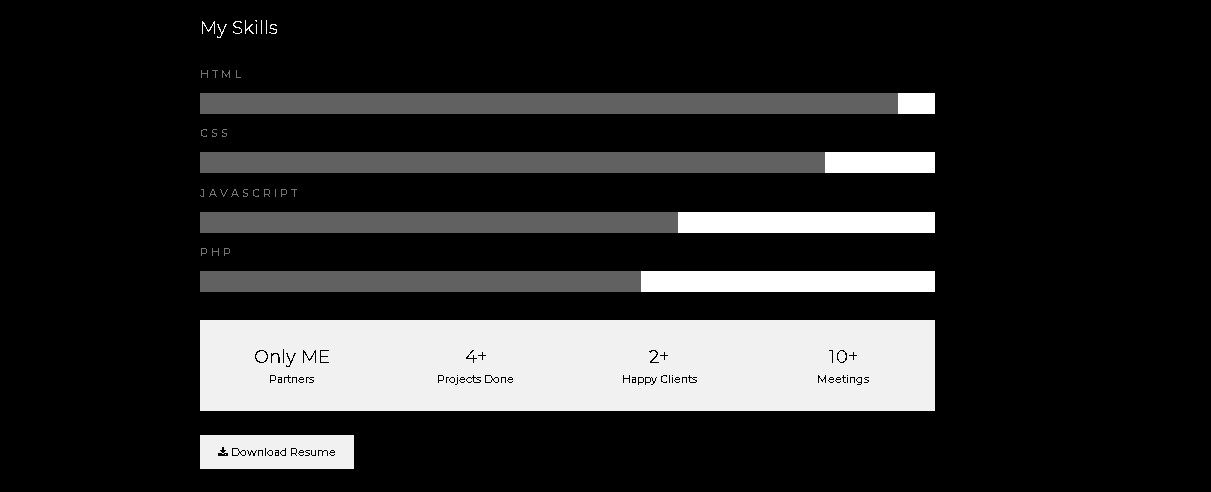 My Skills
HTML
CSS
JAVASCRIPT
PHP
Only ME
Partners
4+
Projects Done
2+
Happy Clients
10+
Meetings
Download Resume